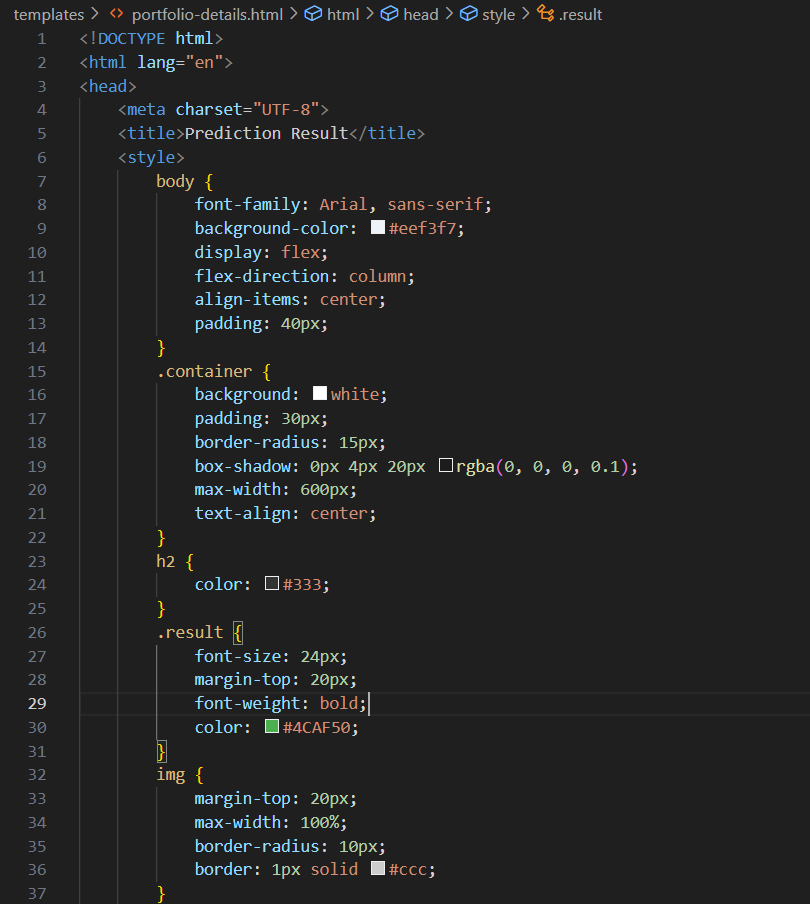 templates > <> portfolio-details.html > html > head > style > .result
1 <!DOCTYPE html>
2 <html lang="en">
3 <head>
4     <meta charset="UTF-8">
5     <title>Prediction Result</title>
6     <style>
7         body {
8             font-family: Arial, sans-serif;
9             background-color: #eef3f7;
10             display: flex;
11             flex-direction: column;
12             align-items: center;
13             padding: 40px;
14         }
15         .container {
16             background: white;
17             padding: 30px;
18             border-radius: 15px;
19             box-shadow: 0px 4px 20px rgba(0, 0, 0, 0.1);
20             max-width: 600px;
21             text-align: center;
22         }
23         h2 {
24             color: #333;
25         }
26         .result {
27             font-size: 24px;
28             margin-top: 20px;
29             font-weight: bold;
30             color: #4CAF50;
31         }
32         img {
33             margin-top: 20px;
34             max-width: 100%;
35             border-radius: 10px;
36             border: 1px solid #ccc;
37         }